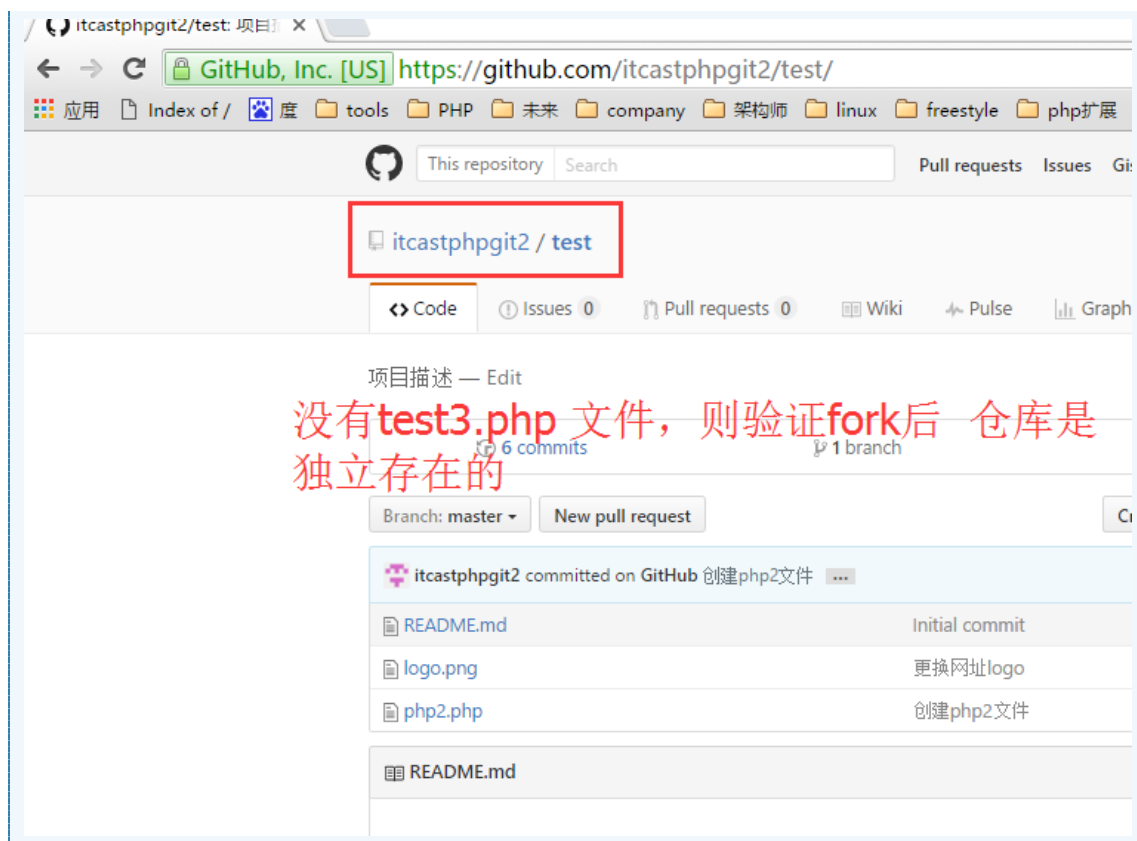 itcastphpgit2/test: 项目
GitHub, Inc. [US] https://github.com/itcastphpgit2/test/
应用 Index of / 度 tools PHP 未来 company 架构师 linux freestyle php扩展
This repository Search Pull requests Issues
itcastphpgit2 / test
Code Issues 0 Pull requests 0 Wiki Pulse Graph
项目描述 — Edit
没有test3.php 文件，则验证fork后 仓库是
6 commits 1 branch
独立存在的
Branch: master New pull request
itcastphpgit2 committed on GitHub 创建php2文件 ...
README.md Initial commit
logo.png 更换网址logo
php2.php 创建php2文件
README.md